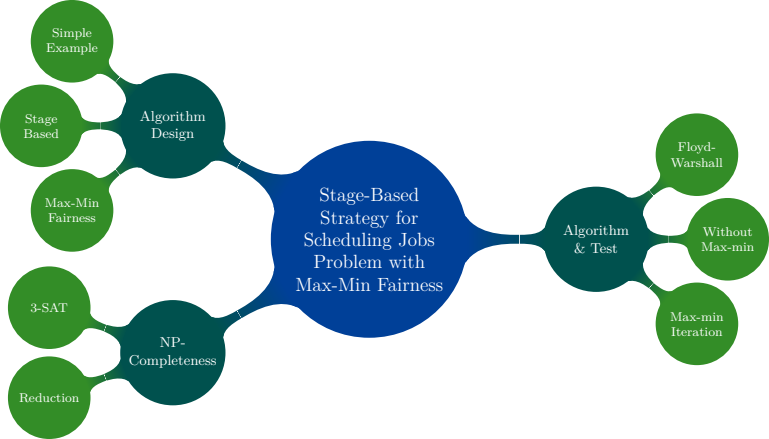 Simple
Example
Stage
Based
Max-Min
Fairness
Algorithm
Design
3-SAT
Reduction
NP-
Completeness
Stage-Based
Strategy for
Scheduling Jobs
Problem with
Max-Min Fairness
Algorithm
& Test
Floyd-
Warshall
Without
Max-min
Max-min
Iteration